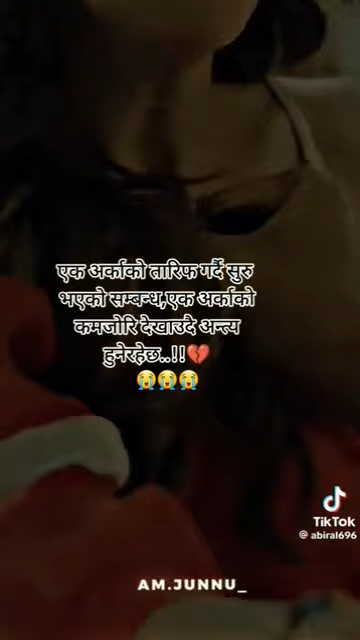 एक अर्काको तारिफ गर्दै सुरु
भएको सम्बन्ध,एक अर्काको
कमजोरि देखाउदै अन्त्य
हुनेरहेछ..!!💔
😭😭😭
TikTok
@ abiral696
AM.JUNNU_